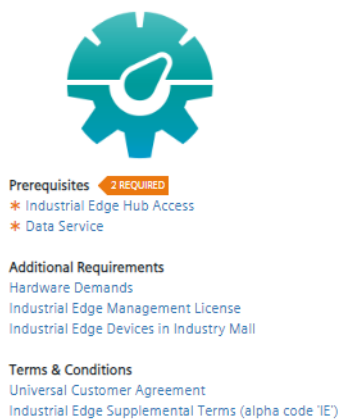 Prerequisites 2 REQUIRED
* Industrial Edge Hub Access
* Data Service
Additional Requirements
Hardware Demands
Industrial Edge Management License
Industrial Edge Devices in Industry Mall
Terms & Conditions
Universal Customer Agreement
Industrial Edge Supplemental Terms (alpha code 'IE')